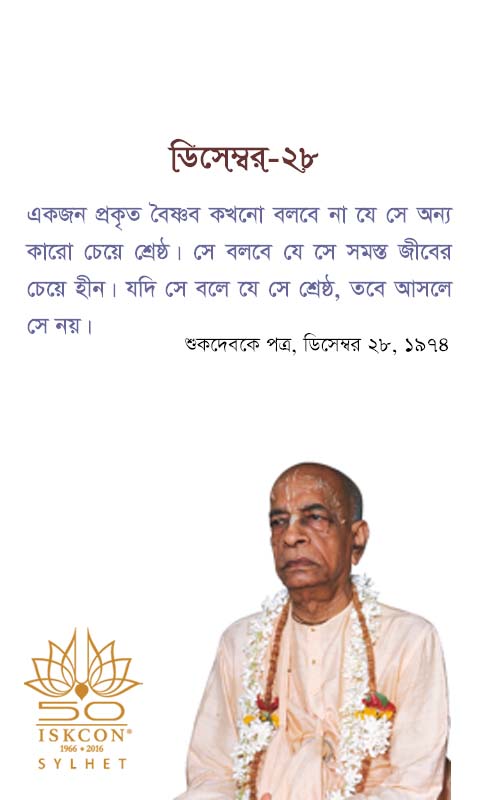 ডিসেম্বর-২৮
একজন প্রকৃত বৈষ্ণব কখনো বলবে না যে সে অন্য
কারো চেয়ে শ্রেষ্ঠ। সে বলবে যে সে সমস্ত জীবের
চেয়ে হীন। যদি সে বলে যে সে শ্রেষ্ঠ, তবে আসলে
সে নয়।
শুকদেবকে পত্র, ডিসেম্বর ২৮, ১৯৭৪
50
ISKCON®
1966 • 2016
SYLHET